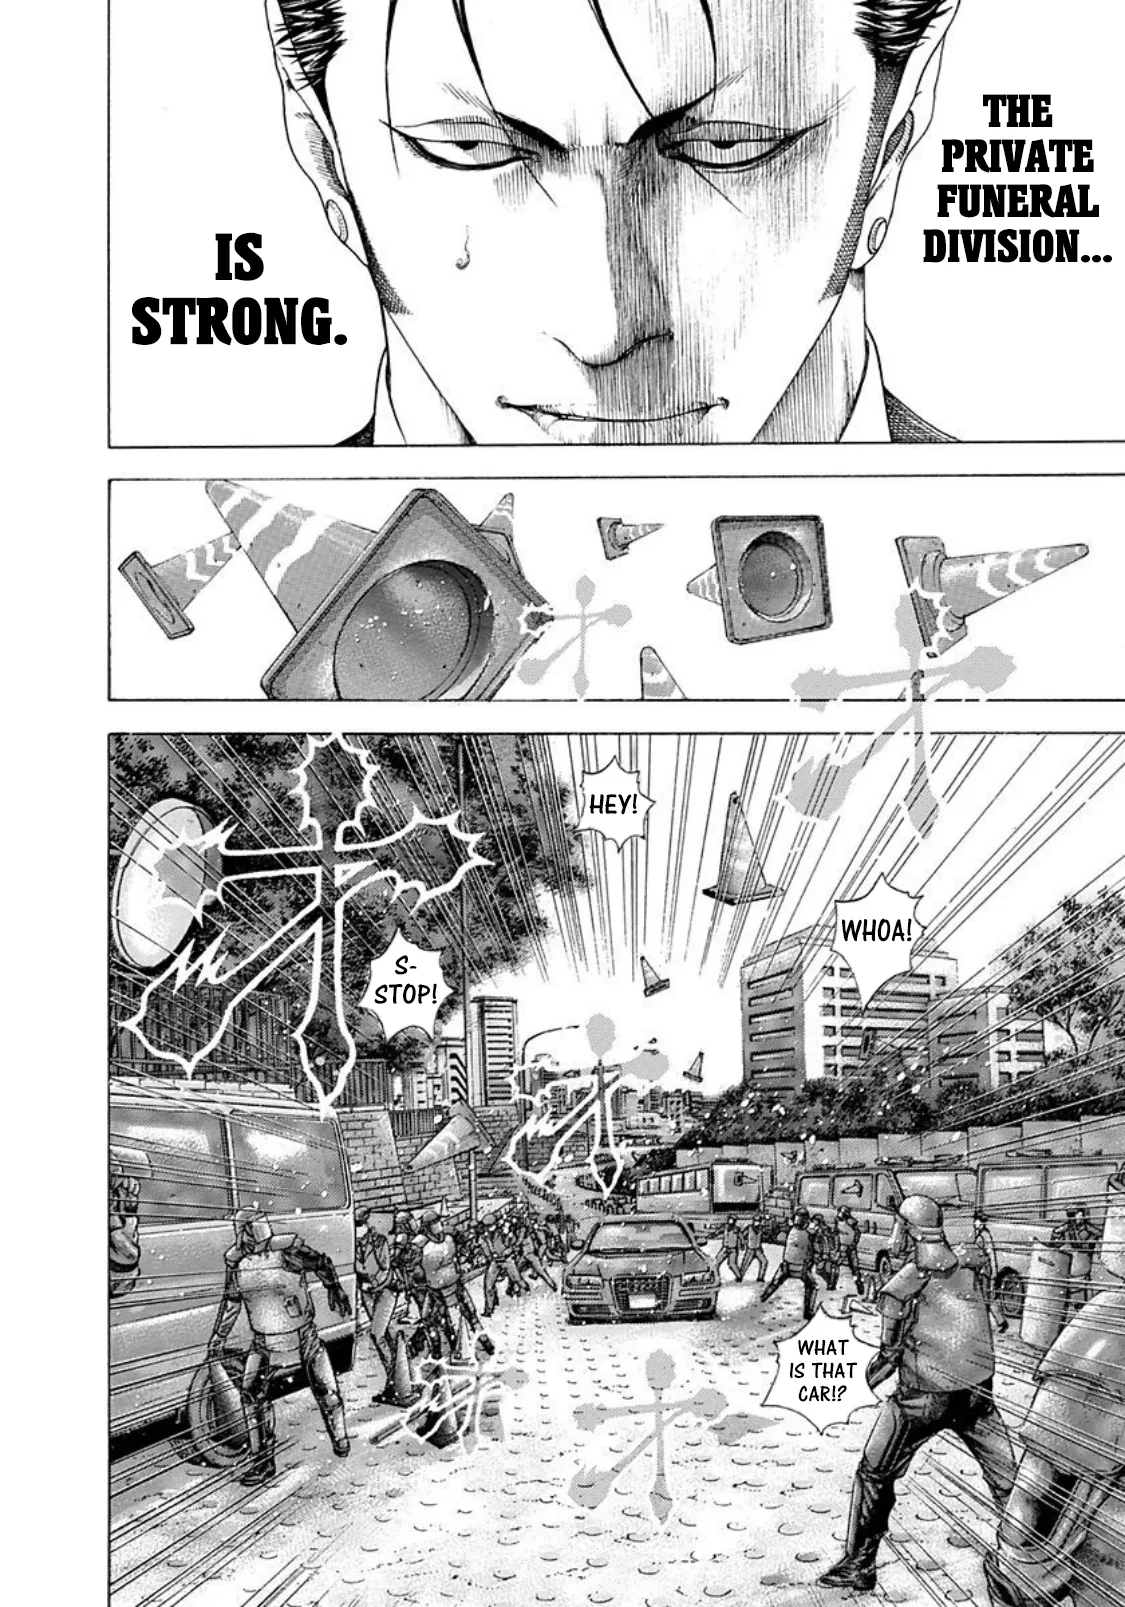 THE
PRIVATE
FUNERAL
DIVISION...
IS
STRONG.
HEY!
WHOA!
S-
STOP!
WHAT
IS THAT
CAR!?